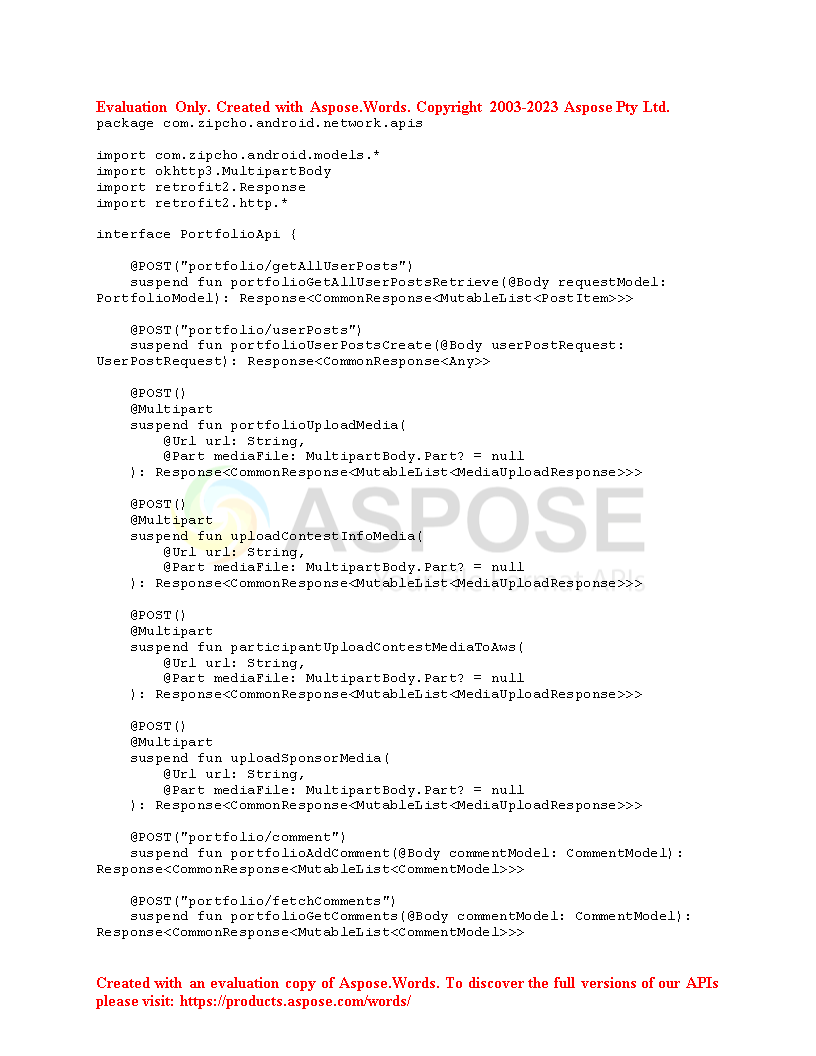 Evaluation Only. Created with Aspose.Words. Copyright 2003-2023 Aspose Pty Ltd.
package com.zipcho.android.network.apis
import com.zipcho.android.models.*
import okhttp3.MultipartBody
import retrofit2.Response
import retrofit2.http.*
interface PortfolioApi {
    @POST("portfolio/getAllUserPosts")
    suspend fun portfolioGetAllUserPostsRetrieve(@Body requestModel:
PortfolioModel): Response<CommonResponse<MutableList<PostItem>>>
    @POST("portfolio/userPosts")
    suspend fun portfolioUserPostsCreate(@Body userPostRequest:
UserPostRequest): Response<CommonResponse<Any>>
    @POST()
    @Multipart
    suspend fun portfolioUploadMedia(
        @Url url: String,
        @Part mediaFile: MultipartBody.Part? = null
    ): Response<CommonResponse<MutableList<MediaUploadResponse>>>
ASPOSE
    @POST()
    @Multipart
    suspend fun uploadContestInfoMedia(
        @Url url: String,
        @Part mediaFile: MultipartBody.Part? = null
    ): Response<CommonResponse<MutableList<MediaUploadResponse>>>
    @POST()
    @Multipart
    suspend fun participantUploadContestMediaToAws(
        @Url url: String,
        @Part mediaFile: MultipartBody.Part? = null
    ): Response<CommonResponse<MutableList<MediaUploadResponse>>>
    @POST()
    @Multipart
    suspend fun uploadSponsorMedia(
        @Url url: String,
        @Part mediaFile: MultipartBody.Part? = null
    ): Response<CommonResponse<MutableList<MediaUploadResponse>>>
    @POST("portfolio/comment")
    suspend fun portfolioAddComment(@Body commentModel: CommentModel):
Response<CommonResponse<MutableList<CommentModel>>>
    @POST("portfolio/fetchComments")
    suspend fun portfolioGetComments(@Body commentModel: CommentModel):
Response<CommonResponse<MutableList<CommentModel>>>
Created with an evaluation copy of Aspose.Words. To discover the full versions of our APIs
please visit: https://products.aspose.com/words/